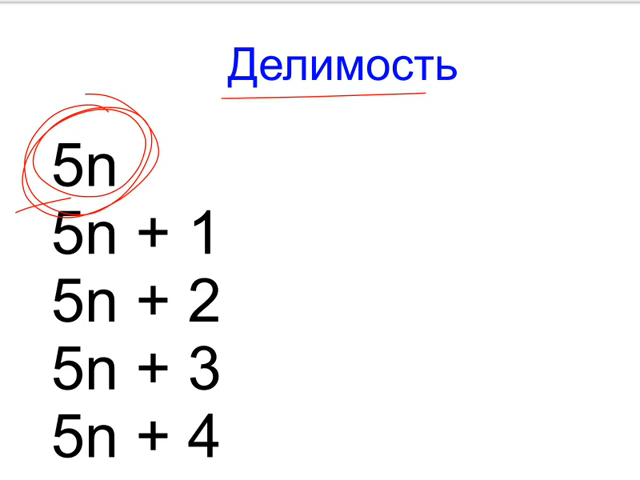 Делимость
5n
5n + 1
5n + 2
5n + 3
5n + 4